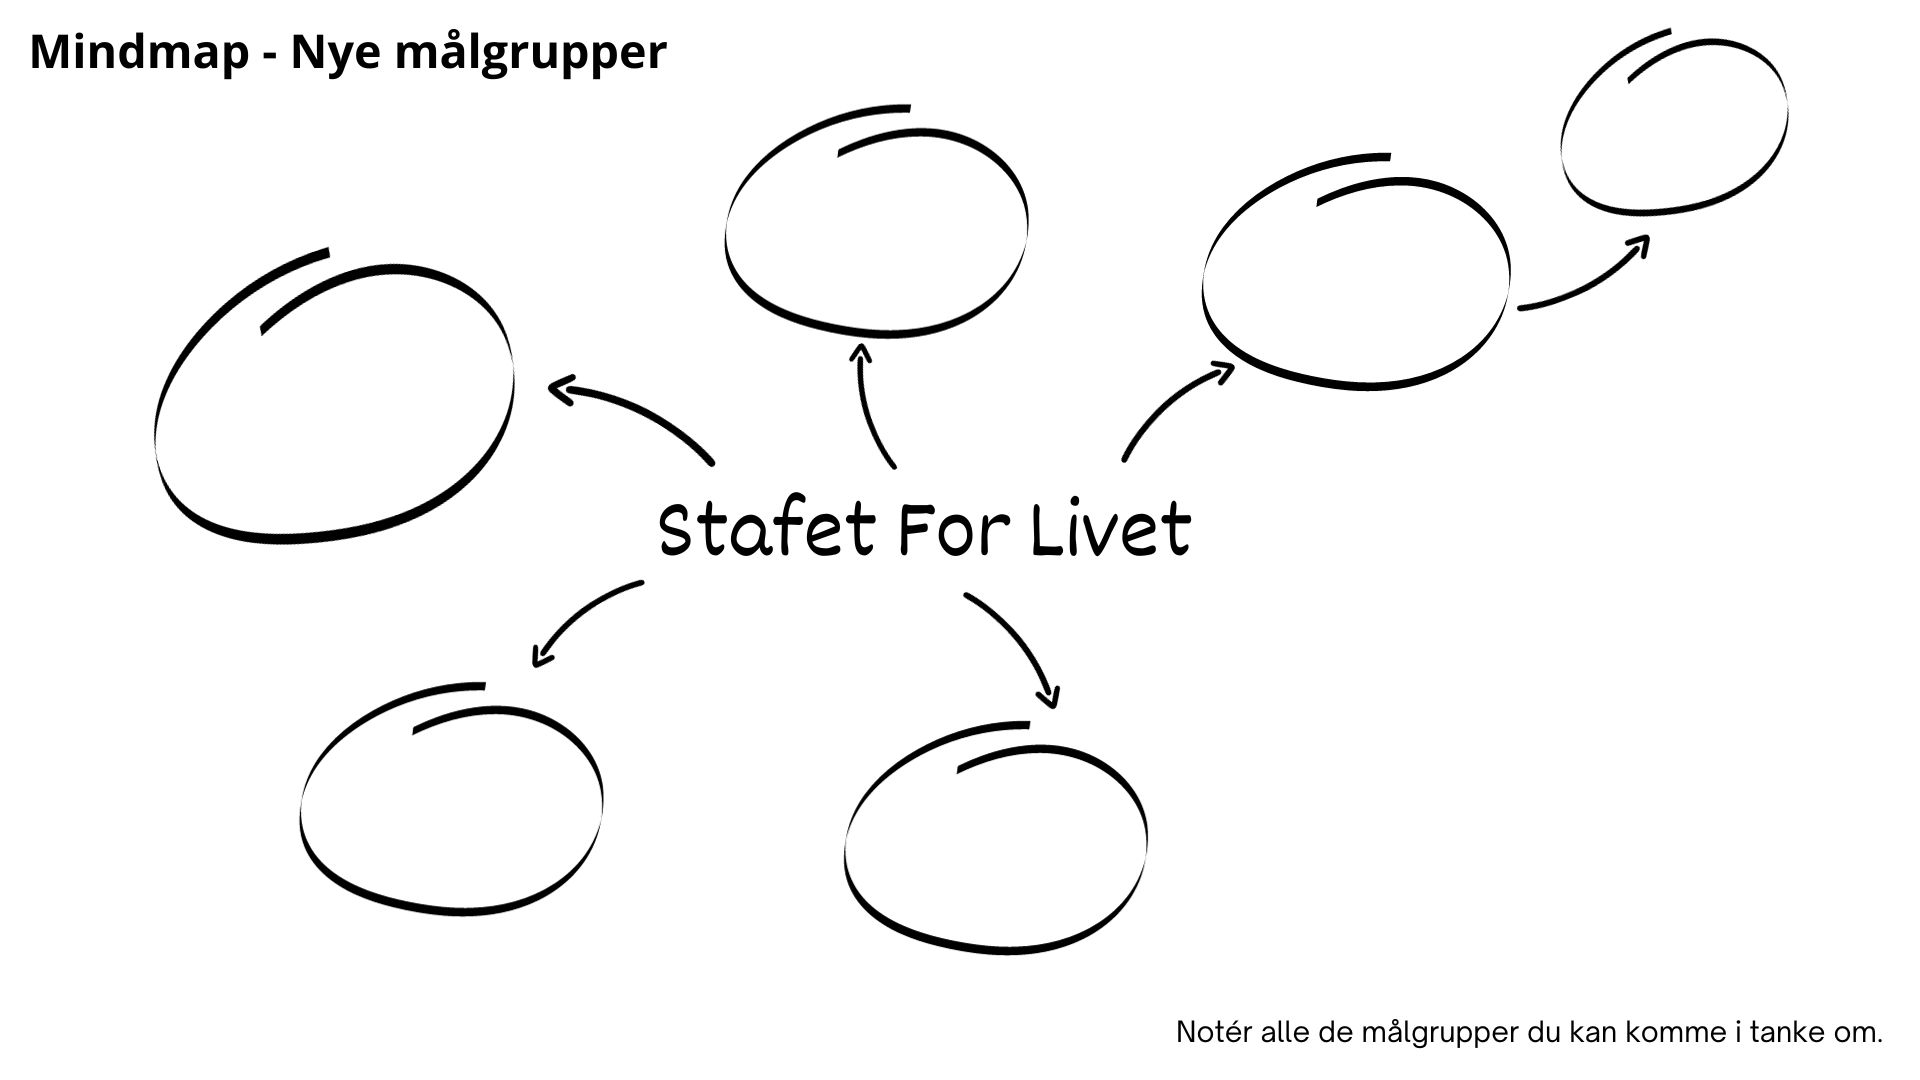 Mindmap - Nye målgrupper
Stafet For Livet
Notér alle de målgrupper du kan komme i tanke om.